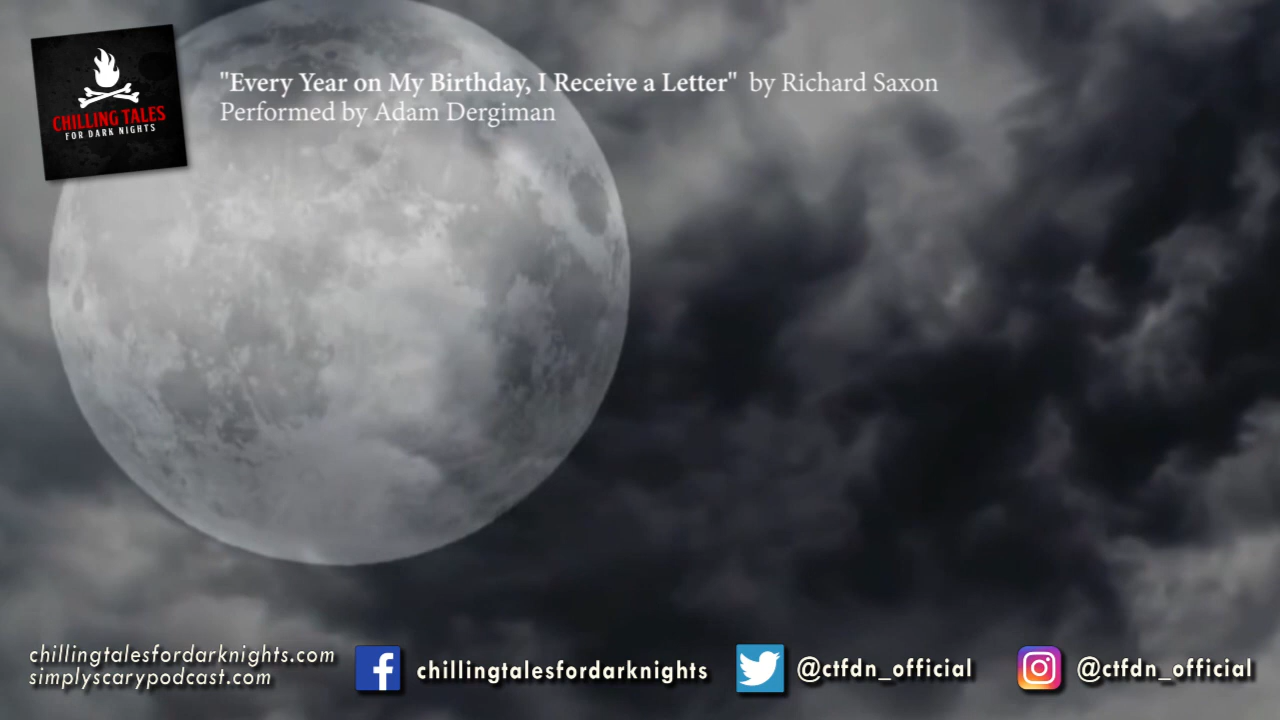 CHILLING TALES
FOR DARK NIGHTS
"Every Year on My Birthday, I Receive a Letter" by Richard Saxon
Performed by Adam Dergiman
chillingtalesfordarknights.com
simplyscarypodcast.com
chillingtalesfordarknights
@ctfdn_official
@ctfdn_official